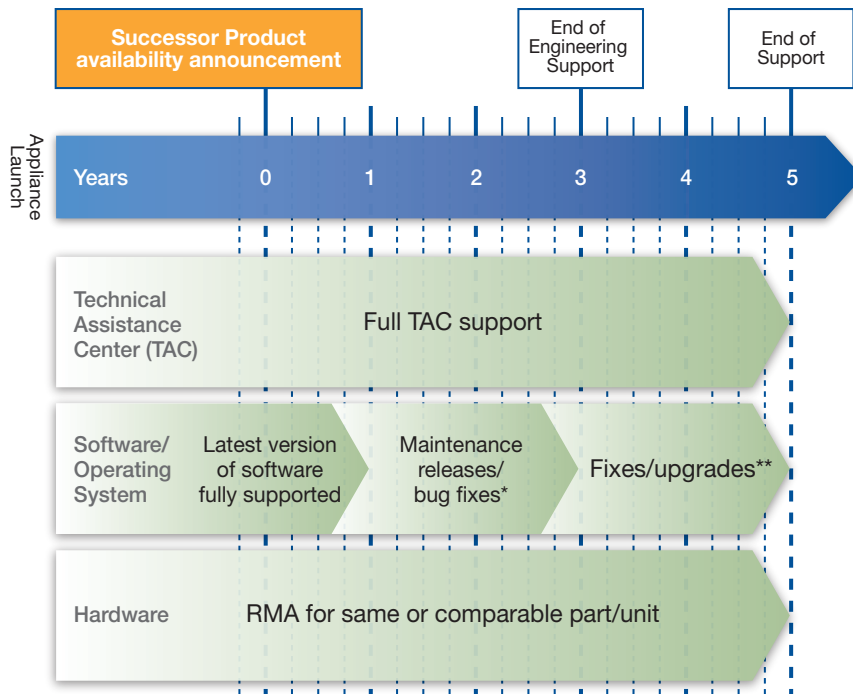 Successor Product
availability announcement
End of
Engineering
Support
End of
Support
Appliance
Launch
Years
0
1
2
3
4
5
Technical
Assistance
Center (TAC)
Full TAC support
Software/
Operating
System
Latest version
of software
fully supported
Maintenance
releases/
bug fixes*
Fixes/upgrades**
Hardware
RMA for same or comparable part/unit